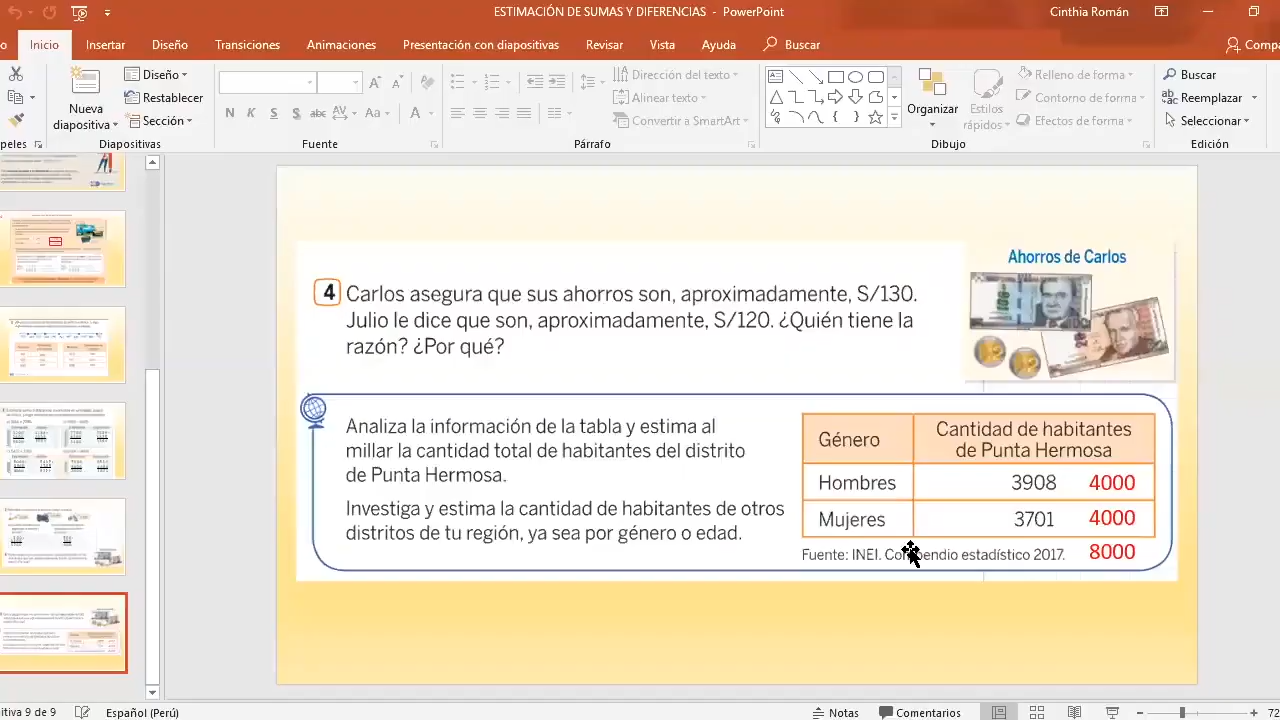 ESTIMACIÓN DE SUMAS Y DIFERENCIAS - PowerPoint
Cinthia Román
Inicio
Insertar
Diseño
Transiciones
Animaciones
Presentación con diapositivas
Revisar
Vista
Ayuda
Buscar
Nueva
diapositiva
Diseño
Restablecer
Sección
Diapositivas
N K S S abc AV Aa A
Fuente
Dirección del texto
Alinear texto
Convertir a SmartArt
Párrafo
Organizar
Estilos
rápidos
Relleno de forma
Contorno de forma
Efectos de forma
Dibujo
Buscar
Reemplazar
Seleccionar
Edición
Ahorros de Carlos
4 Carlos asegura que sus ahorros son, aproximadamente, S/130.
Julio le dice que son, aproximadamente, S/120. ¿Quién tiene la
razón? ¿Por qué?
Analiza la información de la tabla y estima al
millar la cantidad total de habitantes del distrito
de Punta Hermosa.
Investiga y estima la cantidad de habitantes de otros
distritos de tu región, ya sea por género o edad.
Género
Cantidad de habitantes
de Punta Hermosa
Hombres 3908 4000
Mujeres 3701 4000
Fuente: INEI. estadístico 2017. 8000
9 de 9
Español (Perú)
Notas
Comentarios
72